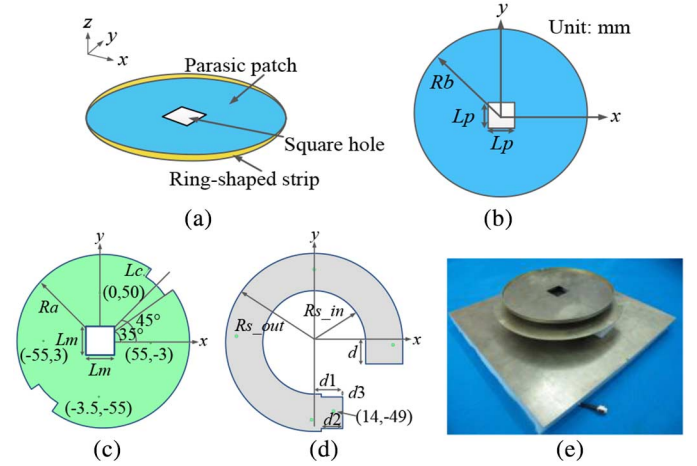 z
y
x
Parasic patch
Square hole
Ring-shaped strip
(a)
y
Unit: mm
Rb
Lp
Lp
x
(b)
y
Lc
(0,50)
Ra
45°
35°
Lm
x
(-55,3)
Lm
(55,-3)
(-3.5,-55)
(c)
y
Rs_out
Rs_in
x
d
d1
d3
d2
(14,-49)
(d)
(e)